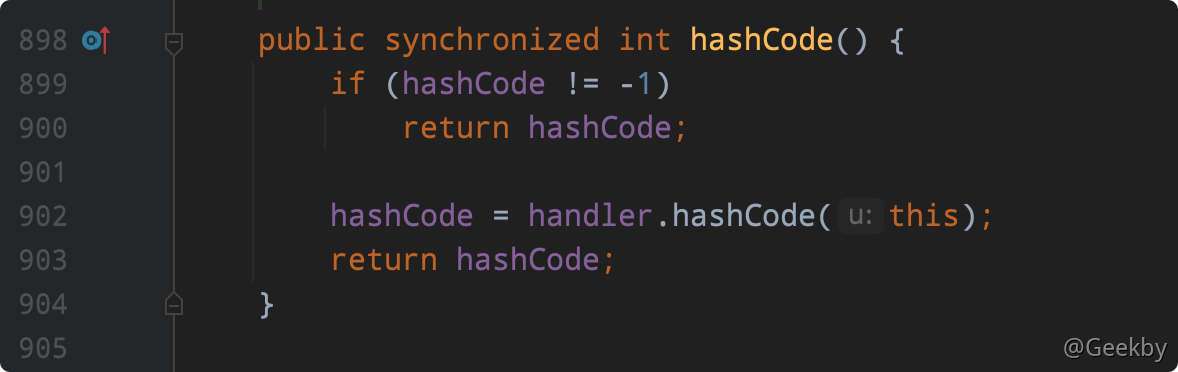 898 public synchronized int hashCode() {
899 if (hashCode != -1)
900 return hashCode;
901
902 hashCode = handler.hashCode( u: this);
903 return hashCode;
904 }
905
@Geekby